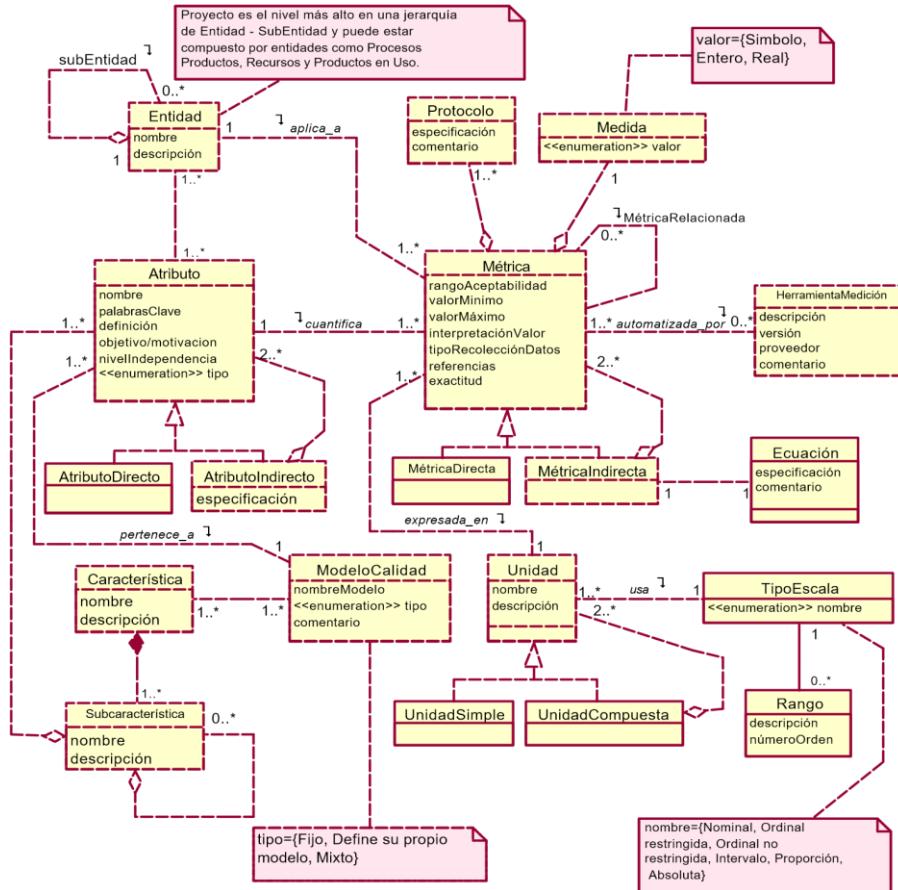 Proyecto es el nivel más alto en una jerarquía
de Entidad - SubEntidad y puede estar
compuesto por entidades como Procesos
Productos, Recursos y Productos en Uso.
valor={Simbolo,
Entero, Real}
subEntidad
0..*
Entidad
nombre
descripción
1
1
1..*
aplica_a
Protocolo
especificación
comentario
1..*
Medida
<<enumeration>> valor
1
MétricaRelacionada
0..*
1..*
1..*
Atributo
nombre
palabrasClave
definición
objetivo/motivacion
nivelIndependencia
<<enumeration>> tipo
1..*
1..*
1
cuantifica
1..*
2..*
Métrica
rangoAceptabilidad
valorMinimo
valorMáximo
interpretaciónValor
tipoRecolecciónDatos
referencias
exactitud
1..*
1..*
automatizada_por
0..*
2..*
HerramientaMedición
descripción
versión
proveedor
comentario
AtributoDirecto
AtributoIndirecto
especificación
MétricaDirecta
MétricaIndirecta
1
1
Ecuación
especificación
comentario
pertenece_a
1
expresada_en
1
Característica
nombre
descripción
1..*
1..*
ModeloCalidad
nombreModelo
<<enumeration>> tipo
comentario
Unidad
nombre
descripción
1..*
usa
1
2..*
TipoEscala
<<enumeration>> nombre
1
0..*
1..*
Subcaracterística
nombre
descripción
0..*
UnidadSimple
UnidadCompuesta
Rango
descripción
númeroOrden
tipo={Fijo, Define su propio
modelo, Mixto}
nombre={Nominal, Ordinal
restringida, Ordinal no
restringida, Intervalo, Proporción,
Absoluta}